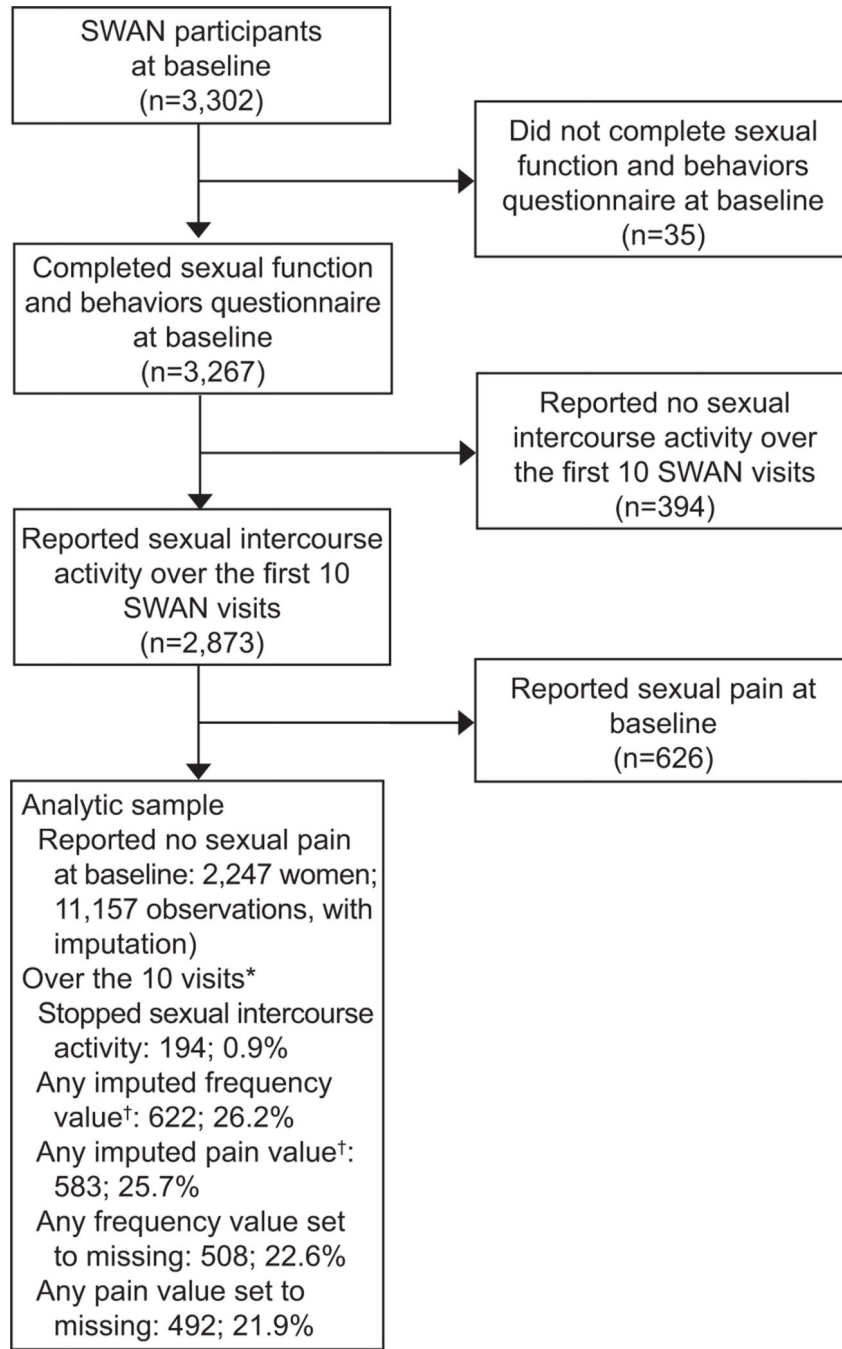 SWAN participants
at baseline
(n=3,302)
Did not complete sexual
function and behaviors
questionnaire at baseline
(n=35)
Completed sexual function
and behaviors questionnaire
at baseline
(n=3,267)
Reported no sexual
intercourse activity over
the first 10 SWAN visits
(n=394)
Reported sexual intercourse
activity over the first 10
SWAN visits
(n=2,873)
Reported sexual pain at
baseline
(n=626)
Analytic sample
Reported no sexual pain
at baseline: 2,247 women;
11,157 observations, with
imputation)
Over the 10 visits*
Stopped sexual intercourse
activity: 194; 0.9%
Any imputed frequency
value†: 622; 26.2%
Any imputed pain value†:
583; 25.7%
Any frequency value set
to missing: 508; 22.6%
Any pain value set to
missing: 492; 21.9%